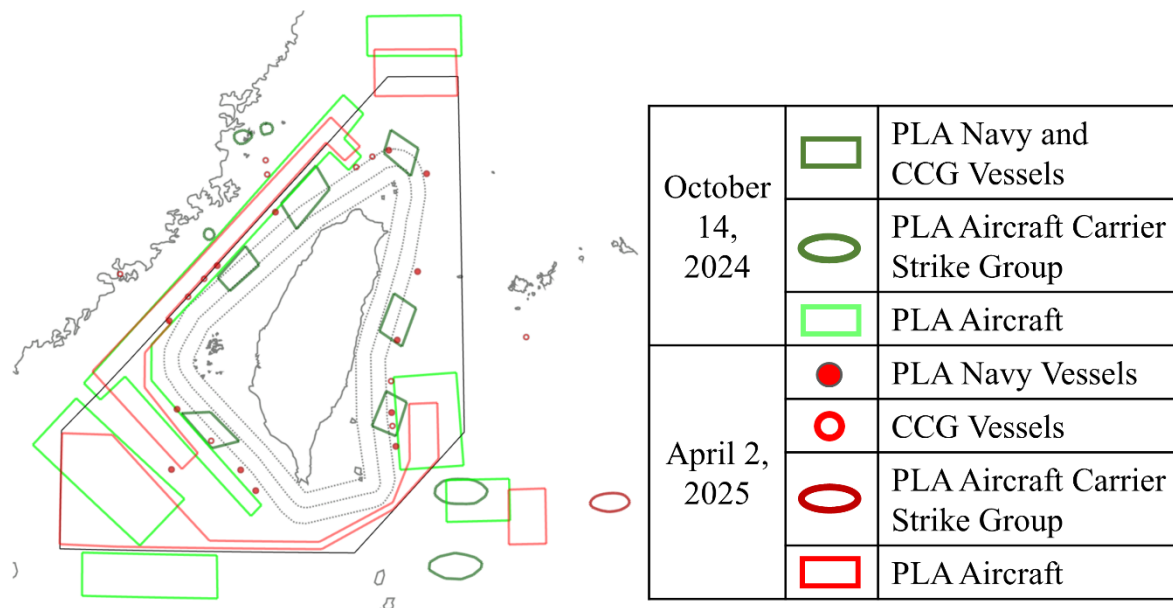 October
14,
2024
PLA Navy and
CCG Vessels
PLA Aircraft Carrier
Strike Group
PLA Aircraft
April 2,
2025
PLA Navy Vessels
CCG Vessels
PLA Aircraft Carrier
Strike Group
PLA Aircraft